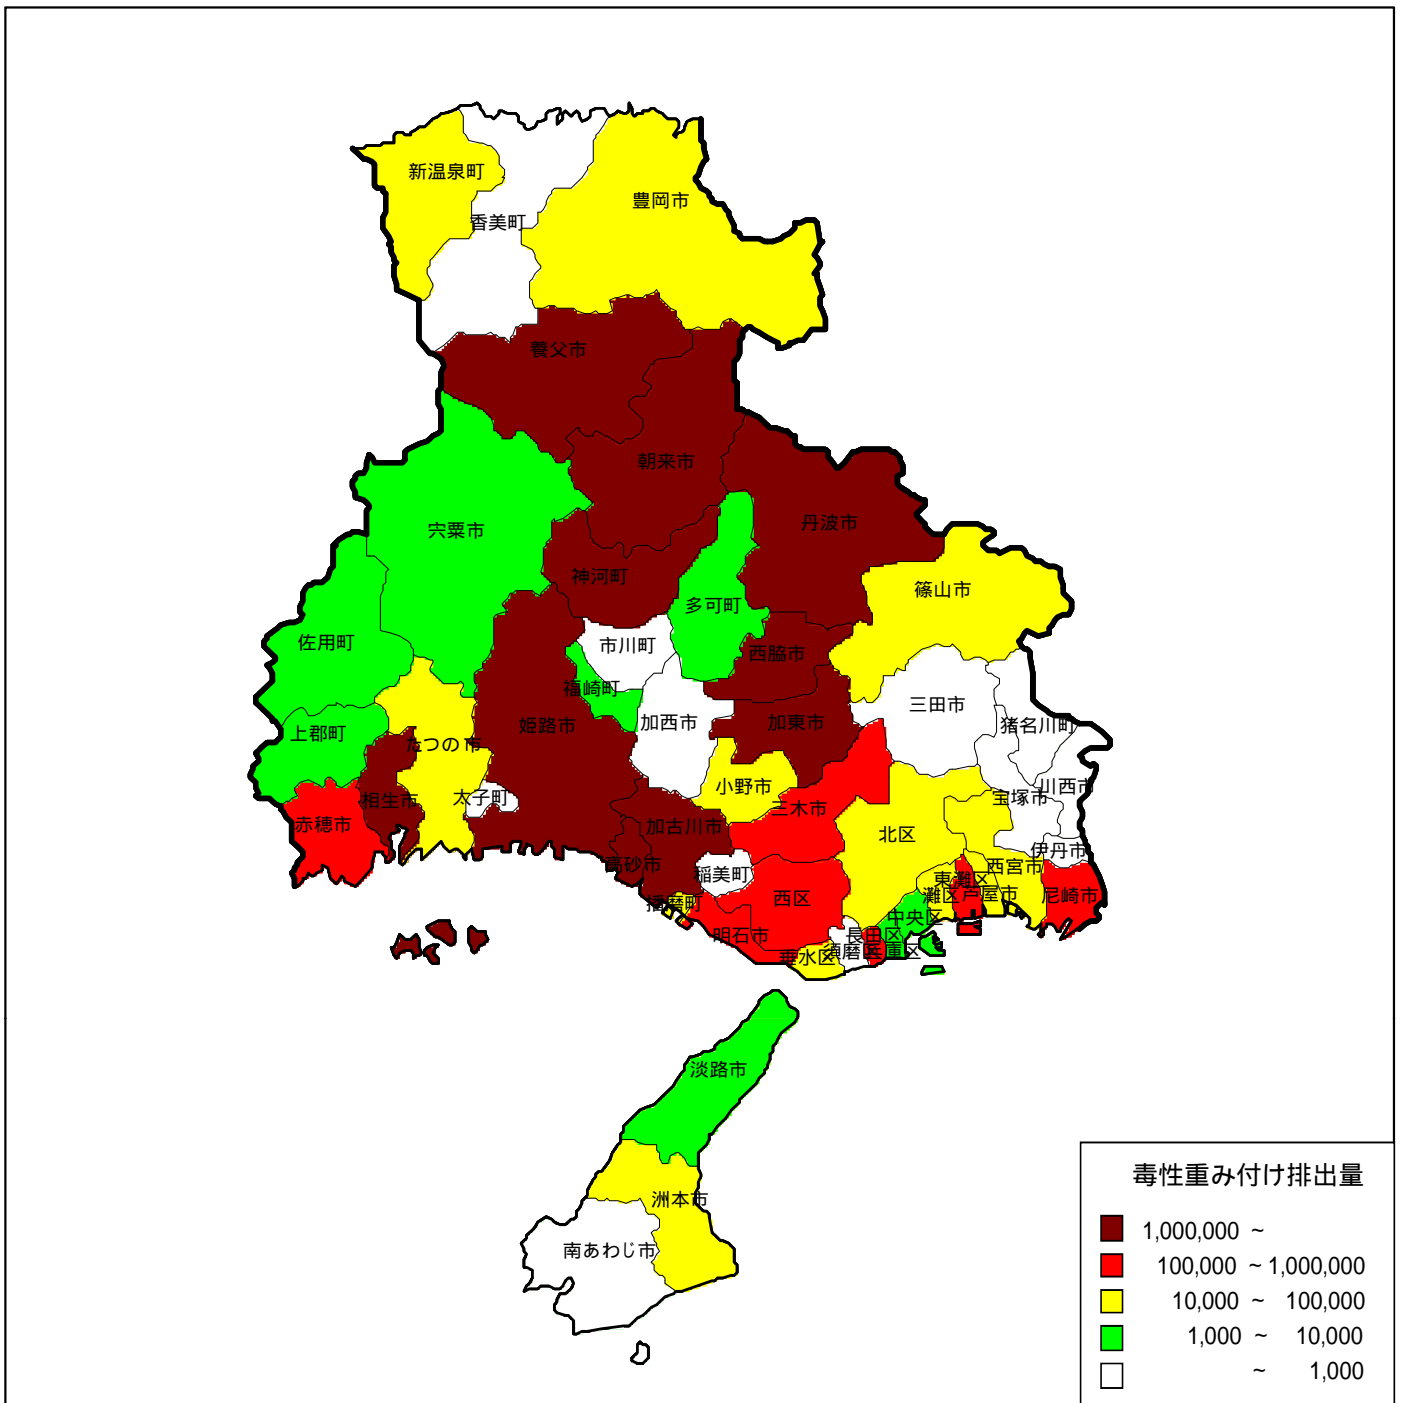 新温泉町
豊岡市
香美町
養父市
朝来市
丹波市
宍粟市
神河町
篠山市
多可町
佐用町
市川町
西脇市
福崎町
三田市
上郡町
たつの市
姫路市
加西市
加東市
猪名川町
小野市
川西市
太子町
相生市
宝塚市
三木市
赤穂市
加古川市
北区
伊丹市
高砂市
稲美町
西宮市
東灘区
西区
灘区
芦屋市
尼崎市
播磨町
中央区
明石市
長田区
垂水区
須磨区
兵庫区
淡路市
洲本市
南あわじ市
毒性重み付け排出量
1,000,000 ~
100,000 ~ 1,000,000
10,000 ~ 100,000
1,000 ~ 10,000
~ 1,000